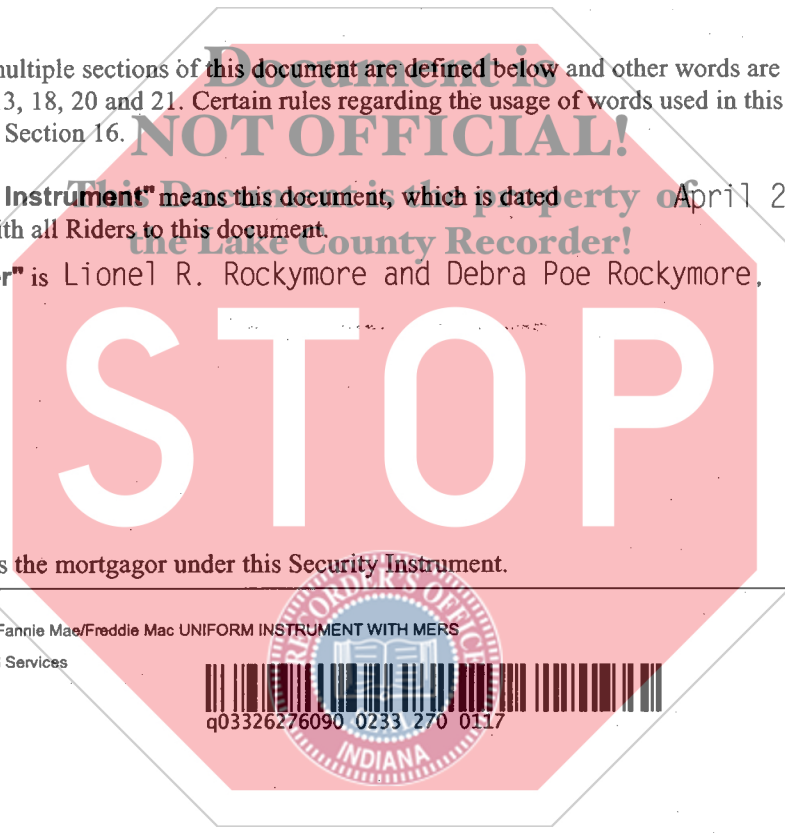 multiple sections of this document are defined below and other words are
3, 18, 20 and 21. Certain rules regarding the usage of words used in this
Section 16.
Document is
NOT OFFICIAL!
This Document is the property of
the Lake County Recorder!
STOP
Instrument" means this document, which is dated April 2
with all Riders to this document.
er" is Lionel R. Rockymore and Debra Poe Rockymore,
s the mortgagor under this Security Instrument.
Fannie Mae/Freddie Mac UNIFORM INSTRUMENT WITH MERS
Services
q03326276090 0233 270 0117
RECORDER'S OFFICE
INDIANA